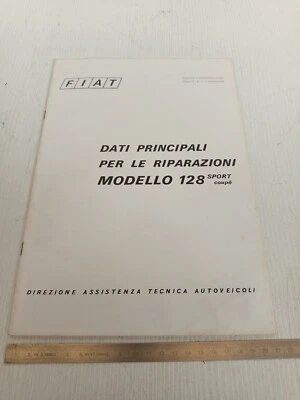 FIAT
DATI PRINCIPALI
PER LE RIPARAZIONI
MODELLO 128 SPORT coupé
DIREZIONE ASSISTENZA TECNICA AUTOVEICOLI